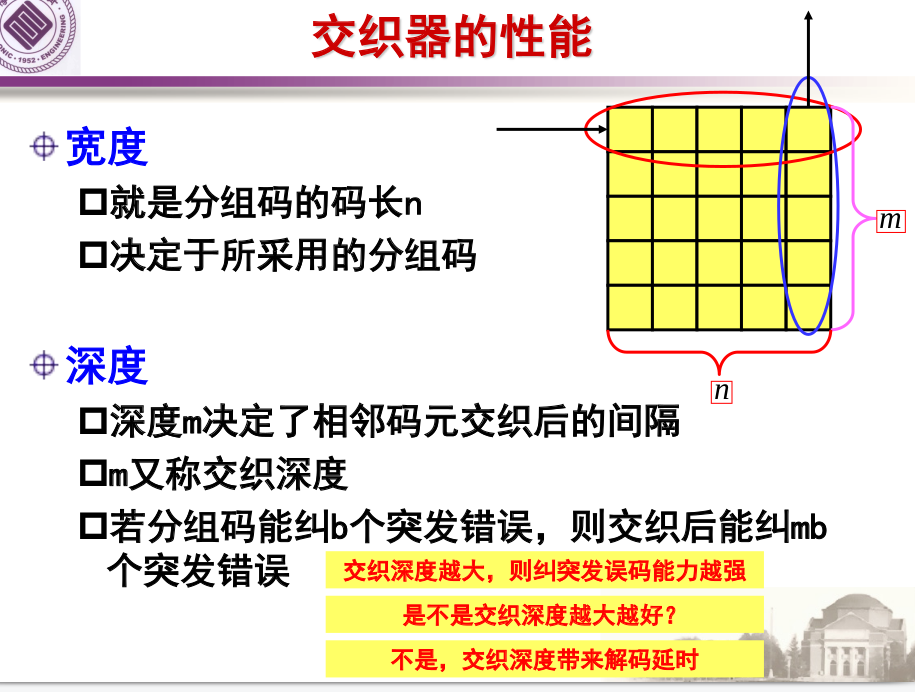 交织器的性能
宽度
就是分组码的码长n
决定于所采用的分组码
m
n
深度
深度m决定了相邻码元交织后的间隔
m又称交织深度
若分组码能纠b个突发错误，则交织后能纠mb
个突发错误
交织深度越大，则纠突发误码能力越强
是不是交织深度越大越好？
不是，交织深度带来解码延时